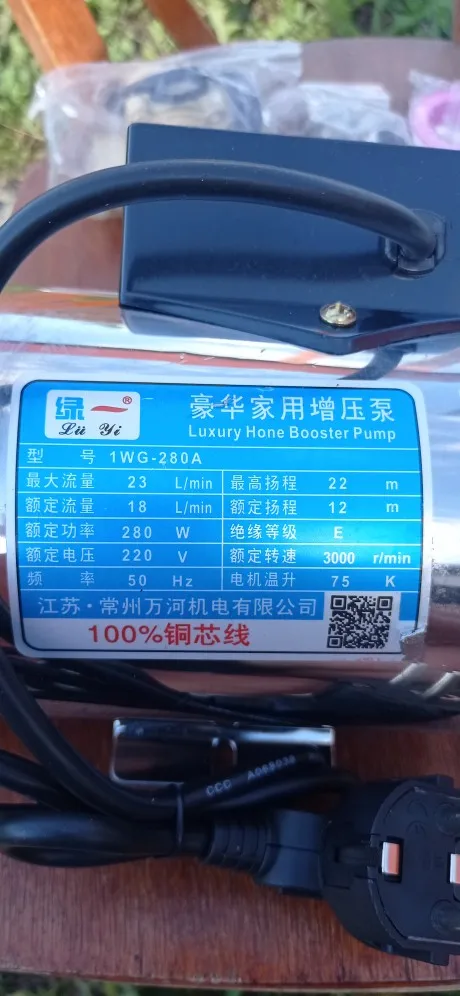 绿一®
Lü Yi
豪华家用增压泵
Luxury Hone Booster Pump
型 号 1WG-280A
最大流量 23 L/min 最高扬程 22 m
额定流量 18 L/min 额定扬程 12 m
额定功率 280 W 绝缘等级 E
额定电压 220 V 额定转速 3000 r/min
频 率 50 Hz 电机温升 75 K
江苏·常州万河机电有限公司
100%铜芯线
CCC A069038